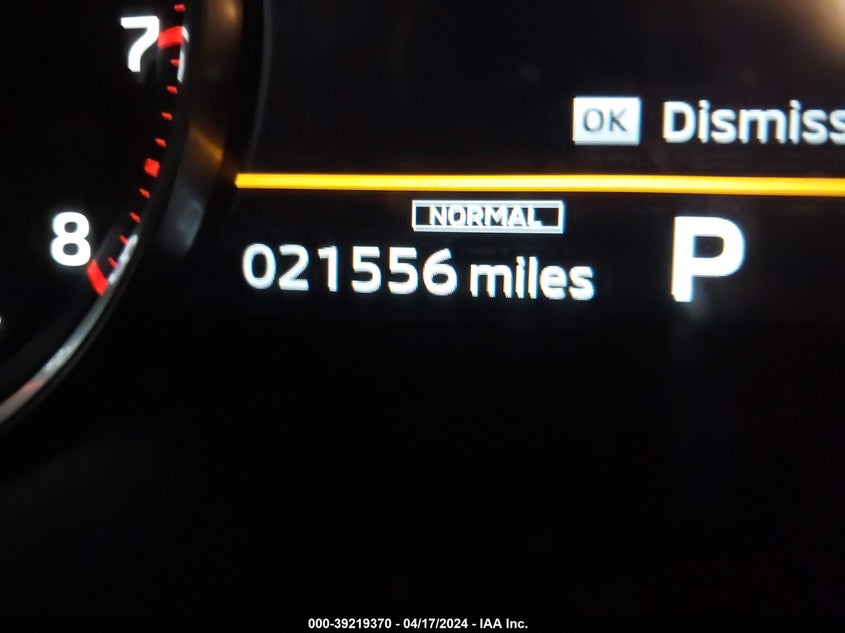 7
OK Dismiss
NORMAL
8
021556 miles P
000-39219370 - 04/17/2024 - IAA Inc.